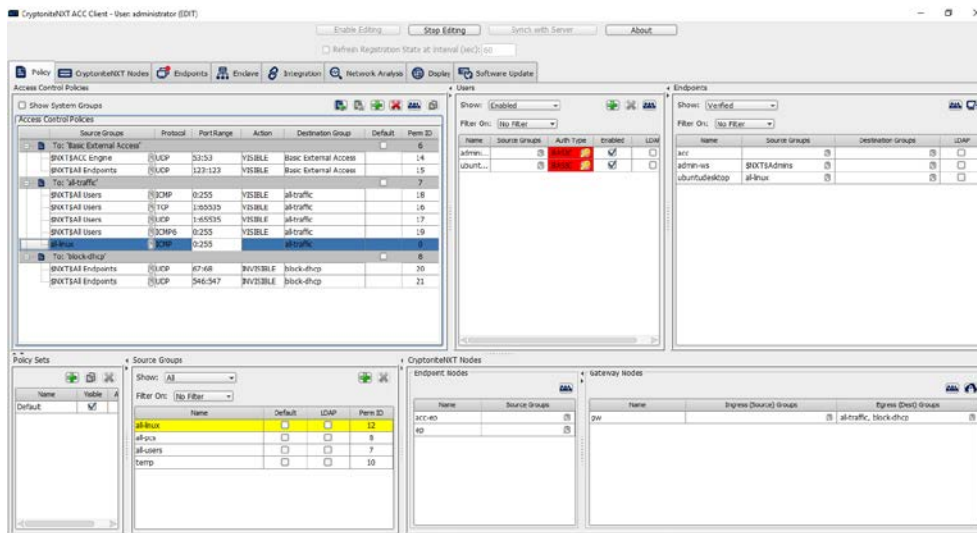 CryptoniteNXT ACC Client - User: administrator (EDIT)
Enable Editing Stop Editing Synch with Server About
Refresh Registration State at interval (sec): 60
Policy CryptoniteNXT Nodes Endpoints Enclave Integration Network Analysis Display Software Update
Access Control Policies
Show System Groups
Access Control Policies
Source Groups Protocol Port Range Action Destination Group Default Perm ID
To: 'Basic External Access' 6
$NXT$ACC Engine UDP 53:53 VISIBLE Basic External Access 14
$NXT$All Endpoints UDP 123:123 VISIBLE Basic External Access 15
To: 'all-traffic' 7
$NXT$All Users ICMP 0:255 VISIBLE all-traffic 18
$NXT$All Users TCP 1:65535 VISIBLE all-traffic 16
$NXT$All Users UDP 1:65535 VISIBLE all-traffic 17
$NXT$All Users ICMP6 0:255 VISIBLE all-traffic 19
all-linux ICMP 0:255 all-traffic 0
To: 'block-dhcp' 8
$NXT$All Endpoints UDP 67:68 INVISIBLE block-dhcp 20
$NXT$All Endpoints UDP 546:547 INVISIBLE block-dhcp 21
Users
Show: Enabled
Filter On: No Filter
Name Source Groups Auth Type Enabled LDAP
admini... BASIC
ubunt... BASIC
Endpoints
Show: Verified
Filter On: No Filter
Name Source Groups Destination Groups LDAP
acc
admin-ws $NXT$Admins
ubuntudesktop all-linux
Policy Sets
Name Visible A
Default
Source Groups
Show: All
Filter On: No Filter
Name Default LDAP Perm ID
all-linux 12
all-pcs 8
all-users 7
temp 10
CryptoniteNXT Nodes
Endpoint Nodes
Name Source Groups
acc-ep
ep
Gateway Nodes
Name Ingress (Source) Groups Egress (Dest) Groups
gw all-traffic, block-dhcp